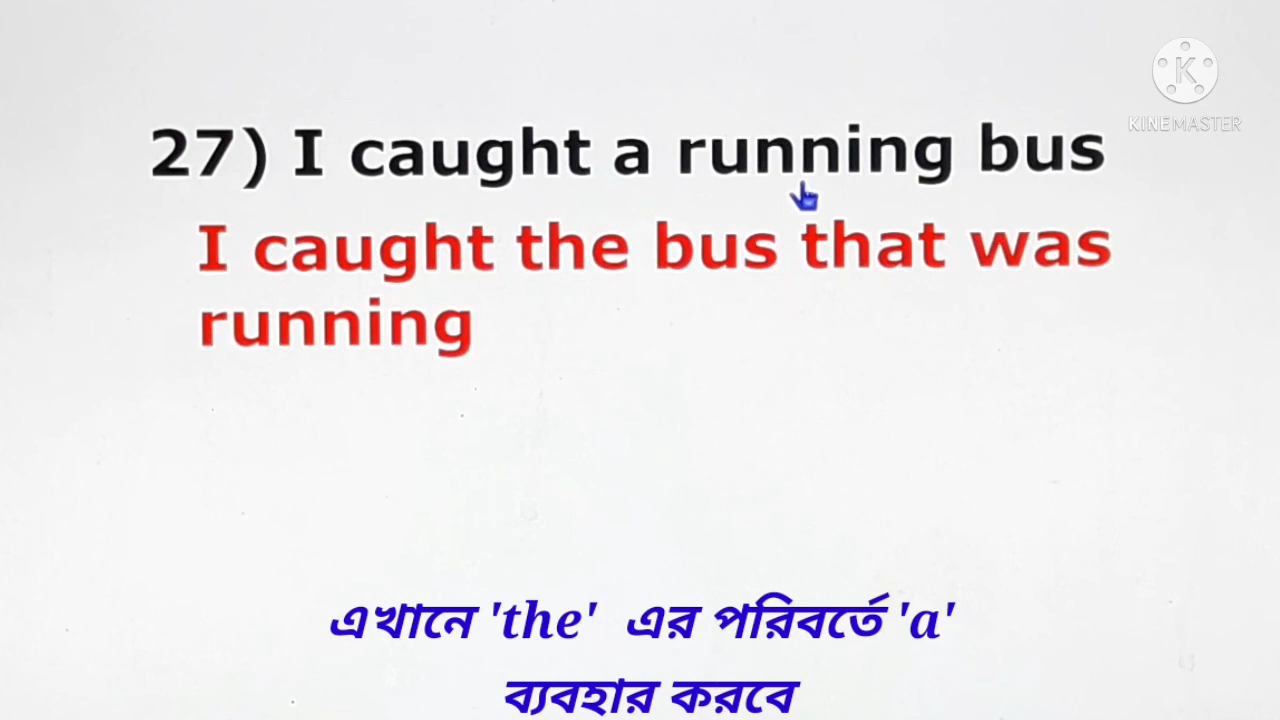 KINEMASTER
27) I caught a running bus
I caught the bus that was
running
এখানে 'the' এর পরিবর্তে 'a'
ব্যবহার করবে